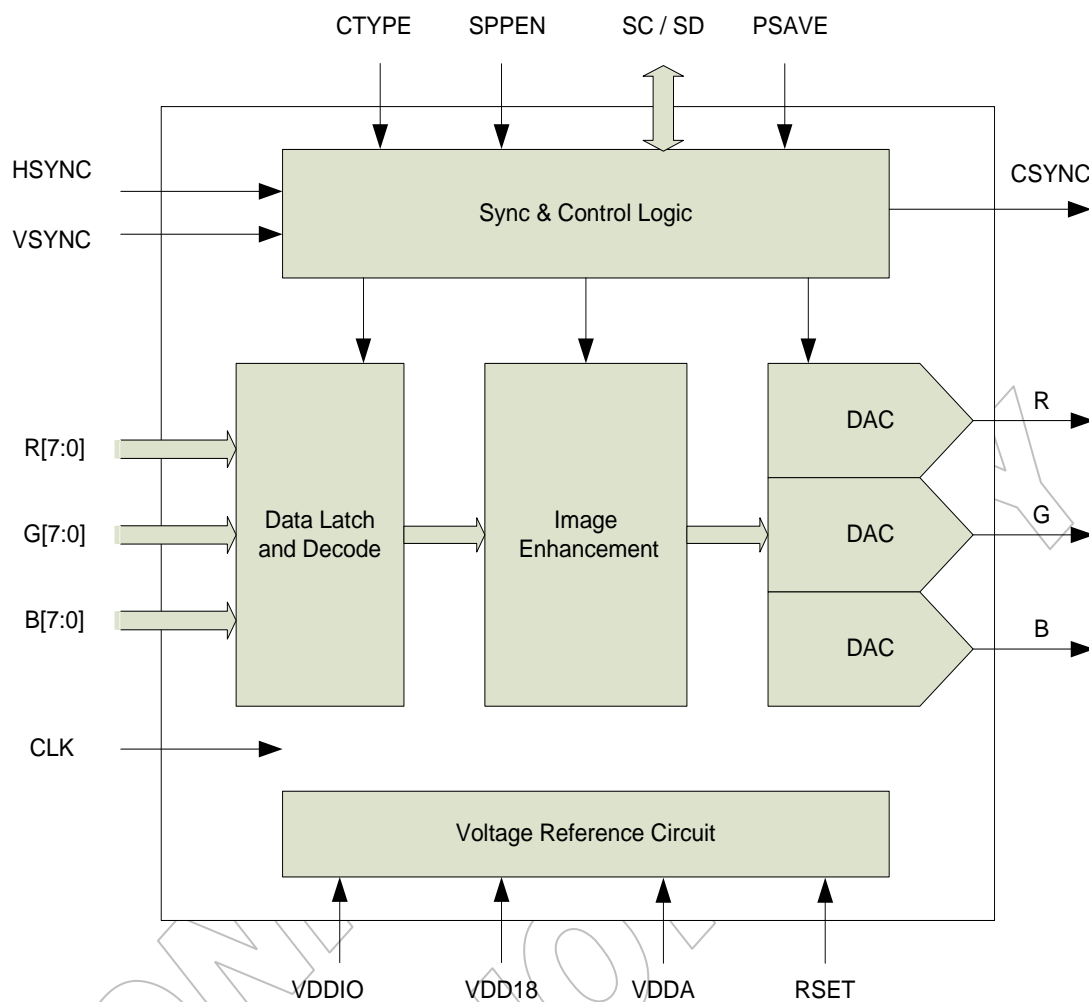 CTYPE SPPEN SC / SD PSAVE
HSYNC
CSYNC
Sync & Control Logic
VSYNC
DAC
R
R[7:0]
Data Latch
and Decode
Image
Enhancement
G[7:0]
DAC
G
B[7:0]
DAC
B
CLK
Voltage Reference Circuit
VDDIO VDD18 VDDA RSET